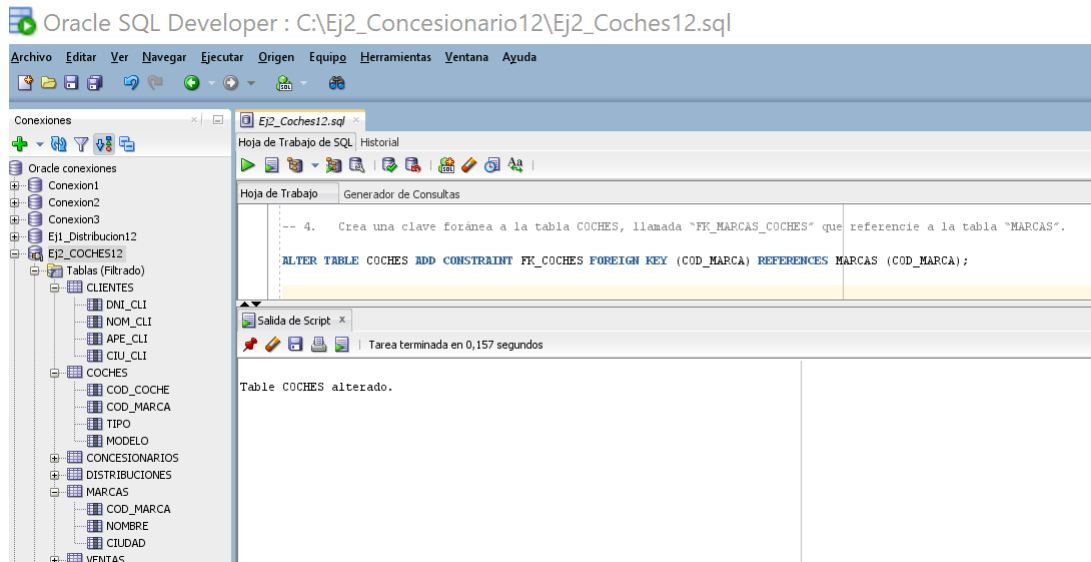 Oracle SQL Developer : C:\Ej2_Concesionario12\Ej2_Coches12.sql
Archivo Editar Ver Navegar Ejecutar Origen Equipo Herramientas Ventana Ayuda
Conexiones
Oracle conexiones
Conexion1
Conexion2
Conexion3
Ej1_Distribucion12
Ej2_COCHES12
Tablas (Filtrado)
CLIENTES
DNI_CLI
NOM_CLI
APE_CLI
CIU_CLI
COCHES
COD_COCHE
COD_MARCA
TIPO
MODELO
CONCESIONARIOS
DISTRIBUCIONES
MARCAS
COD_MARCA
NOMBRE
CIUDAD
VENTAS
Ej2_Coches12.sql
Hoja de Trabajo de SQL Historial
Hoja de Trabajo Generador de Consultas
-- 4. Crea una clave foránea a la tabla COCHES, llamada “FK_MARCAS_COCHES” que referencie a la tabla “MARCAS”.
ALTER TABLE COCHES ADD CONSTRAINT FK_COCHES FOREIGN KEY (COD_MARCA) REFERENCES MARCAS (COD_MARCA);
Salida de Script
Tarea terminada en 0,157 segundos
Table COCHES alterado.